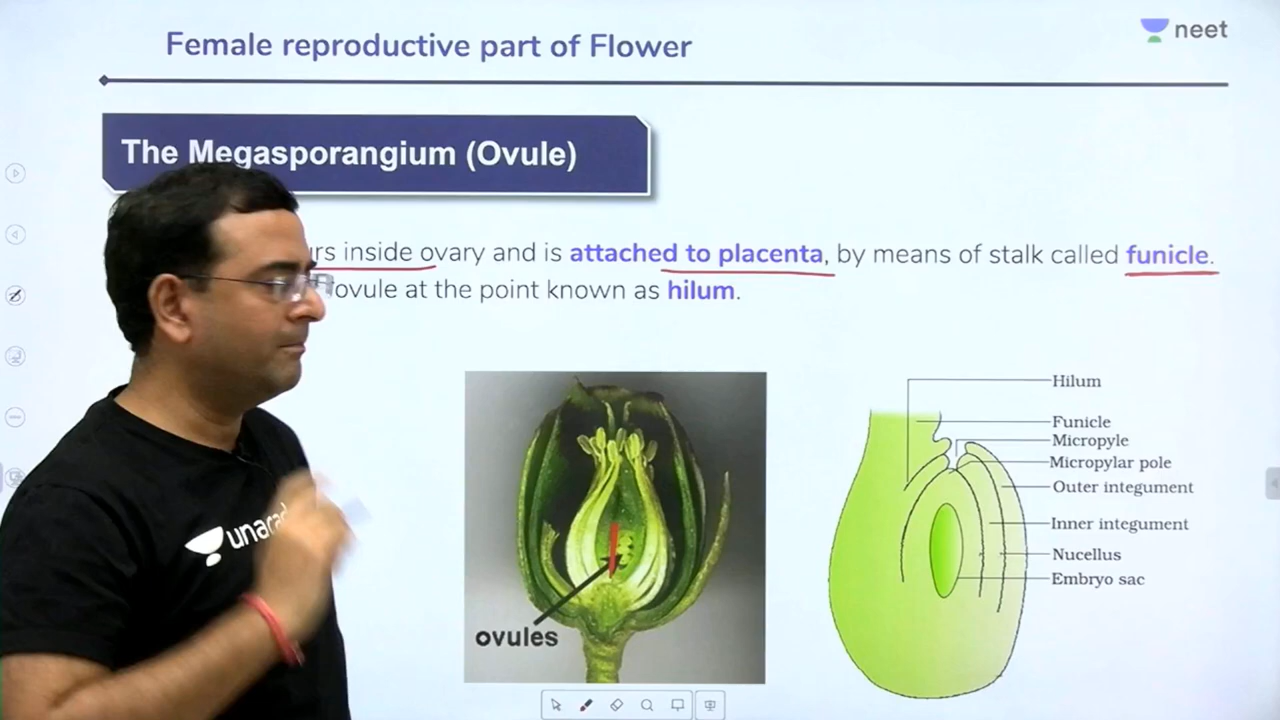 Female reproductive part of Flower
neet
The Megasporangium (Ovule)
inside ovary and is attached to placenta, by means of stalk called funicle.
ovule at the point known as hilum.
Hilum
Funicle
Micropyle
Micropylar pole
Outer integument
Inner integument
Nucellus
Embryo sac
ovules